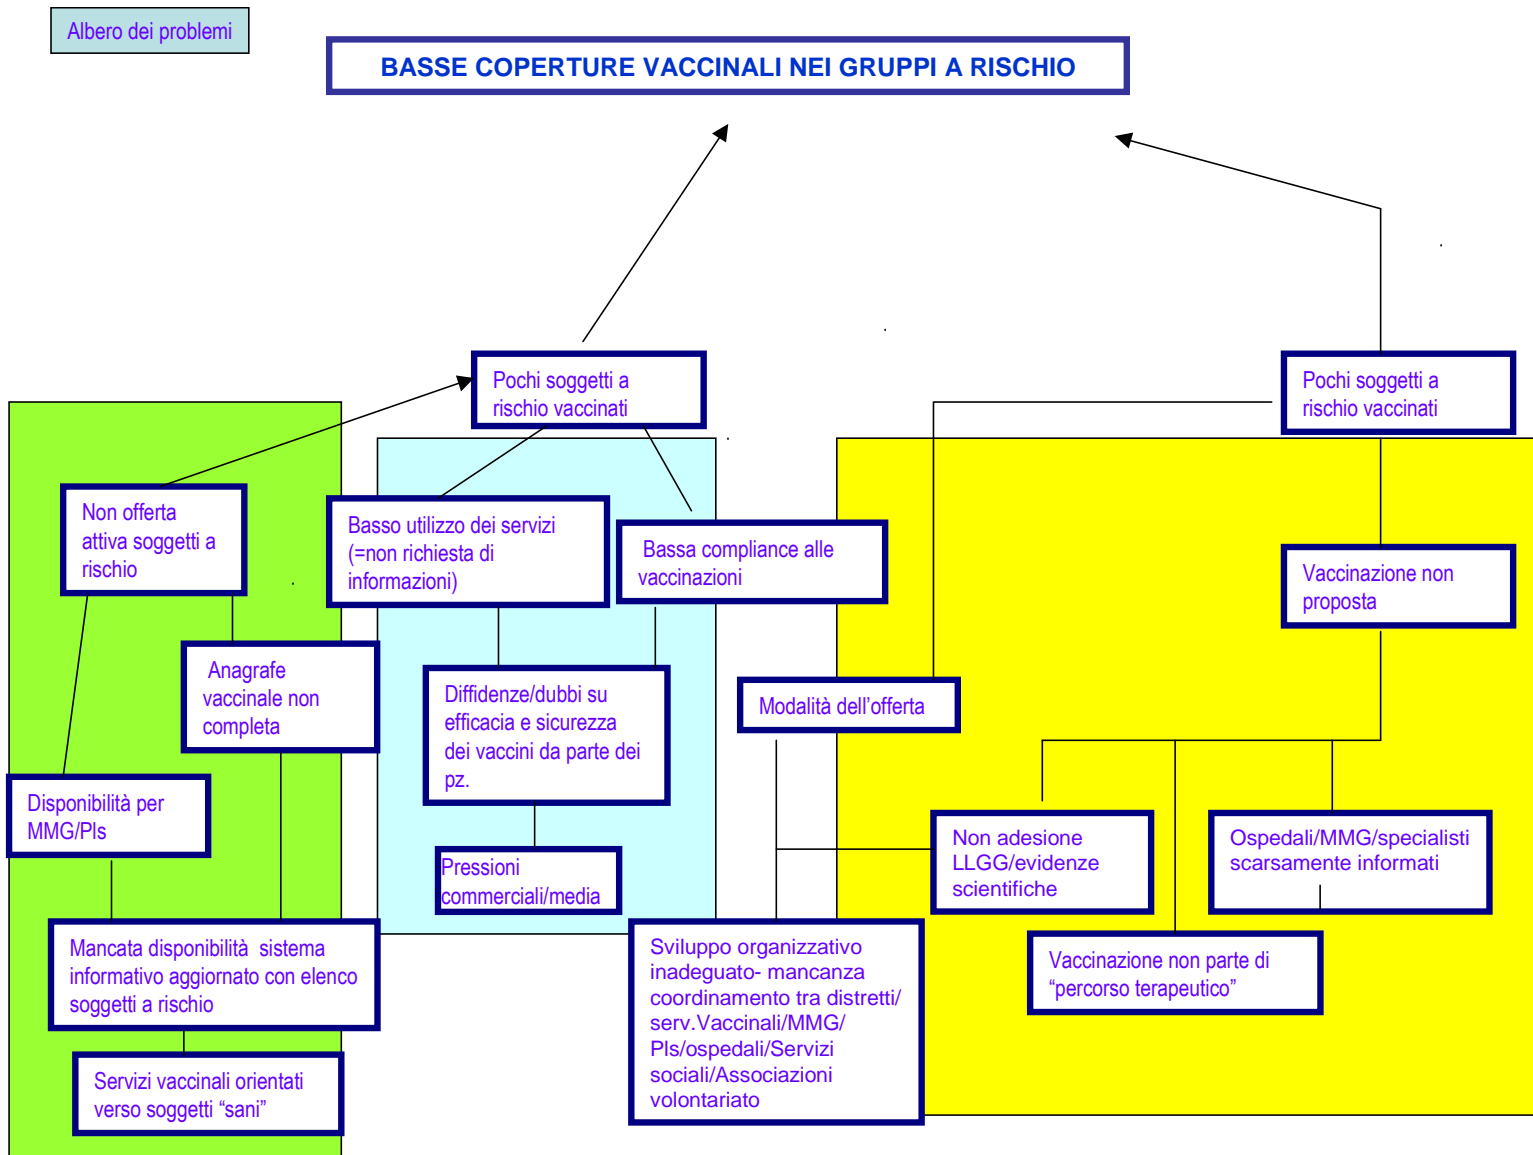 Albero dei problemi
BASSE COPERTURE VACCINALI NEI GRUPPI A RISCHIO
Pochi soggetti a
rischio vaccinati
Pochi soggetti a
rischio vaccinati
Non offerta
attiva soggetti a
rischio
Basso utilizzo dei servizi
(=non richiesta di
informazioni)
Bassa compliance alle
vaccinazioni
Vaccinazione non
proposta
Anagrafe
vaccinale non
completa
Diffidenze/dubbi su
efficacia e sicurezza
dei vaccini da parte dei
pz.
Modalità dell'offerta
Disponibilità per
MMG/Pls
Pressioni
commerciali/media
Non adesione
LLGG/evidenze
scientifiche
Ospedali/MMG/specialisti
scarsamente informati
Mancata disponibilità sistema
informativo aggiornato con elenco
soggetti a rischio
Sviluppo organizzativo
inadeguato- mancanza
coordinamento tra distretti/
serv.Vaccinali/MMG/
Pls/ospedali/Servizi
sociali/Associazioni
volontariato
Vaccinazione non parte di
“percorso terapeutico”
Servizi vaccinali orientati
verso soggetti “sani”